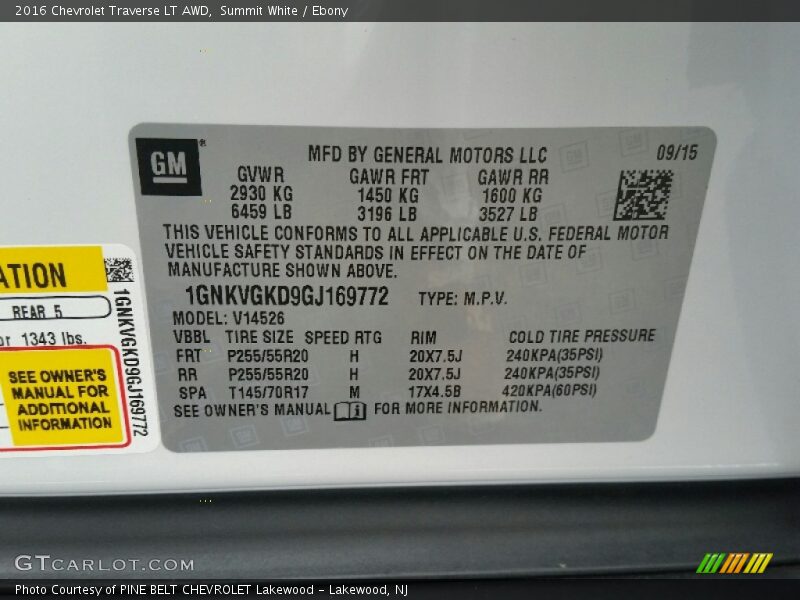 2016 Chevrolet Traverse LT AWD,  Summit White / Ebony
GM®
MFD BY GENERAL MOTORS LLC 09/15
GVWR GAWR FRT GAWR RR
2930 KG 1450 KG 1600 KG
6459 LB 3196 LB 3527 LB
THIS VEHICLE CONFORMS TO ALL APPLICABLE U.S. FEDERAL MOTOR
VEHICLE SAFETY STANDARDS IN EFFECT ON THE DATE OF
MANUFACTURE SHOWN ABOVE.
1GNKVGKD9GJ169772 TYPE: M.P.V.
MODEL: V14526
VBBL TIRE SIZE SPEED RTG RIM COLD TIRE PRESSURE
FRT P255/55R20 H 20X7.5J 240KPA(35PSI)
RR P255/55R20 H 20X7.5J 240KPA(35PSI)
SPA T145/70R17 M 17X4.5B 420KPA(60PSI)
SEE OWNER'S MANUAL FOR MORE INFORMATION.
ATION
REAR 5
or 1343 lbs.
SEE OWNER'S
MANUAL FOR
ADDITIONAL
INFORMATION
1GNKVGKD9GJ169772
GTCARLOT.COM
Photo Courtesy of PINE BELT CHEVROLET Lakewood - Lakewood, NJ